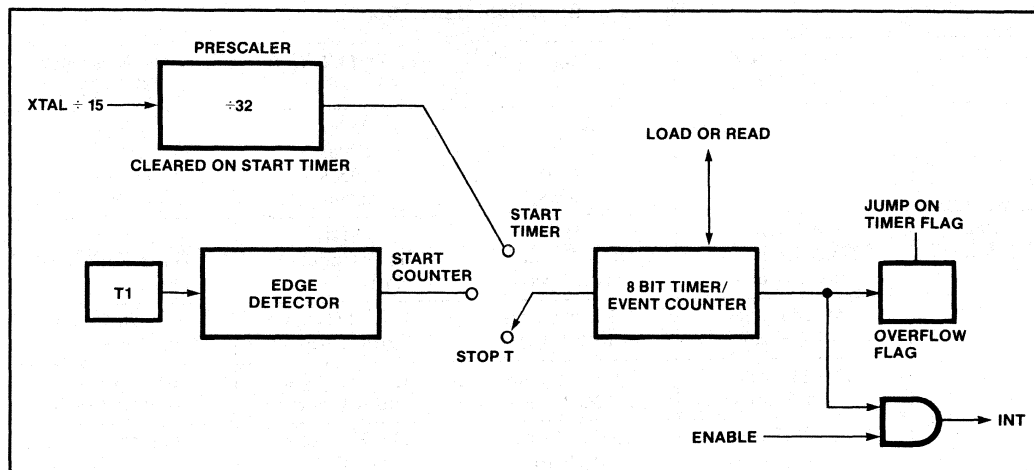 PRESCALER
XTAL ÷ 15
÷32
CLEARED ON START TIMER
LOAD OR READ
START
TIMER
JUMP ON
TIMER FLAG
T1
EDGE
DETECTOR
START
COUNTER
8 BIT TIMER/
EVENT COUNTER
OVERFLOW
FLAG
STOP T
ENABLE
INT